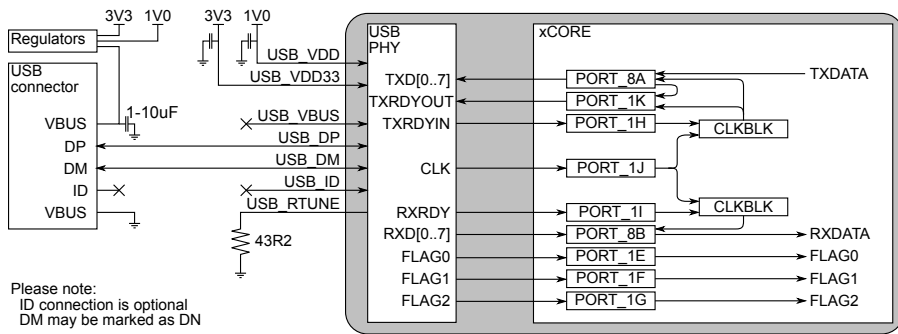 3V3
1V0
Regulators
USB
connector
1-10uF
VBUS
DP
DM
ID
VBUS
Please note:
ID connection is optional
DM may be marked as DN
3V3
1V0
USB_VDD
USB_VDD33
USB_VBUS
USB_DP
USB_DM
USB_ID
USB_RTUNE
43R2
USB
PHY
TXD[0..7]
TXRDYOUT
TXRDYIN
CLK
RXRDY
RXD[0..7]
FLAG0
FLAG1
FLAG2
xCORE
PORT_8A
PORT_1K
PORT_1H
PORT_1J
PORT_1I
PORT_8B
PORT_1E
PORT_1F
PORT_1G
CLKBLK
CLKBLK
TXDATA
RXDATA
FLAG0
FLAG1
FLAG2